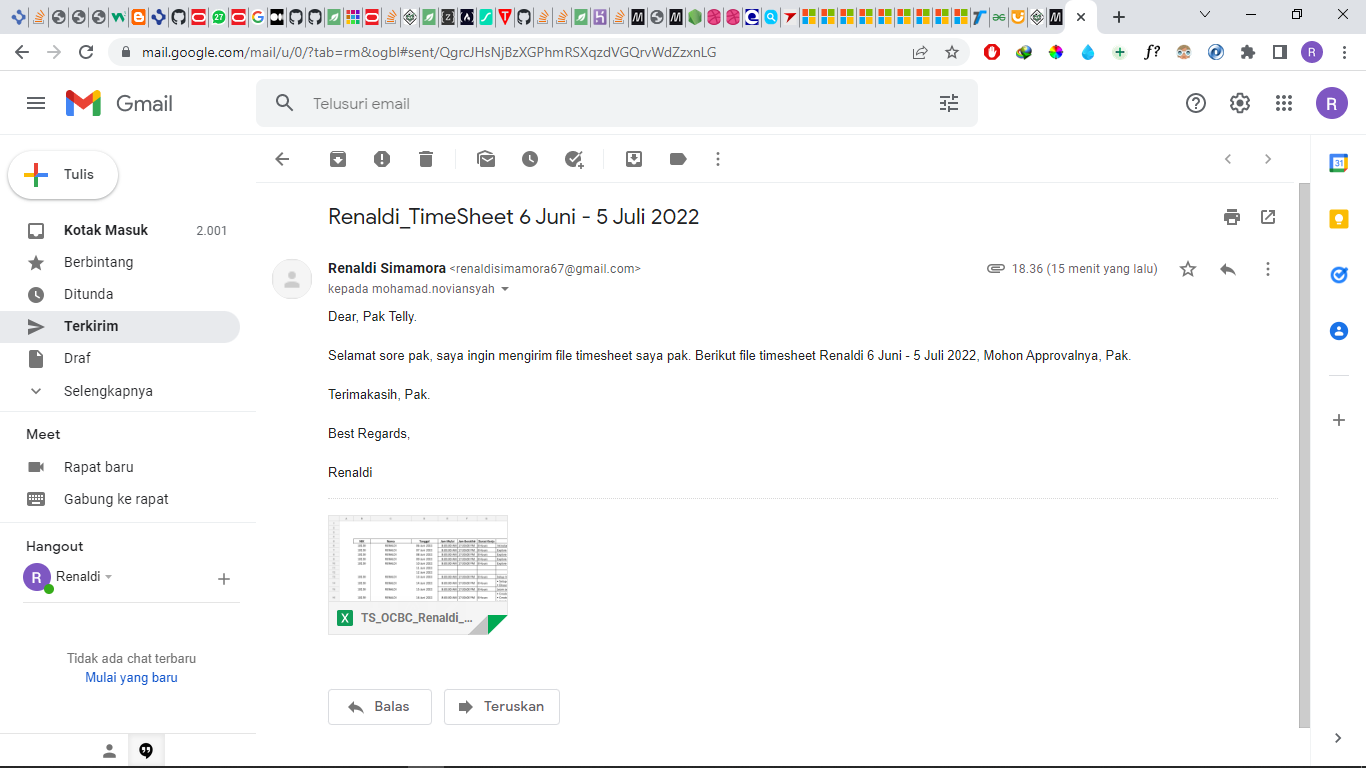 mail.google.com/mail/u/0/?tab=rm&ogbl#sent/QgrcJHsNjBzXGPhmRSXqzdVGQrvWdZzxnLG
Gmail
Telusuri email
R
Tulis
Kotak Masuk 2.001
Berbintang
Ditunda
Terkirim
Draf
Selengkapnya
Meet
Rapat baru
Gabung ke rapat
Hangout
R Renaldi
Tidak ada chat terbaru
Mulai yang baru
Renaldi_TimeSheet 6 Juni - 5 Juli 2022
Renaldi Simamora <renaldisimamora67@gmail.com> 18.36 (15 menit yang lalu)
kepada mohamad.noviansyah
Dear, Pak Telly.
Selamat sore pak, saya ingin mengirim file timesheet saya pak. Berikut file timesheet Renaldi 6 Juni - 5 Juli 2022, Mohon Approvalnya, Pak.
Terimakasih, Pak.
Best Regards,
Renaldi
TS_OCBC_Renaldi_...
Balas
Teruskan
31